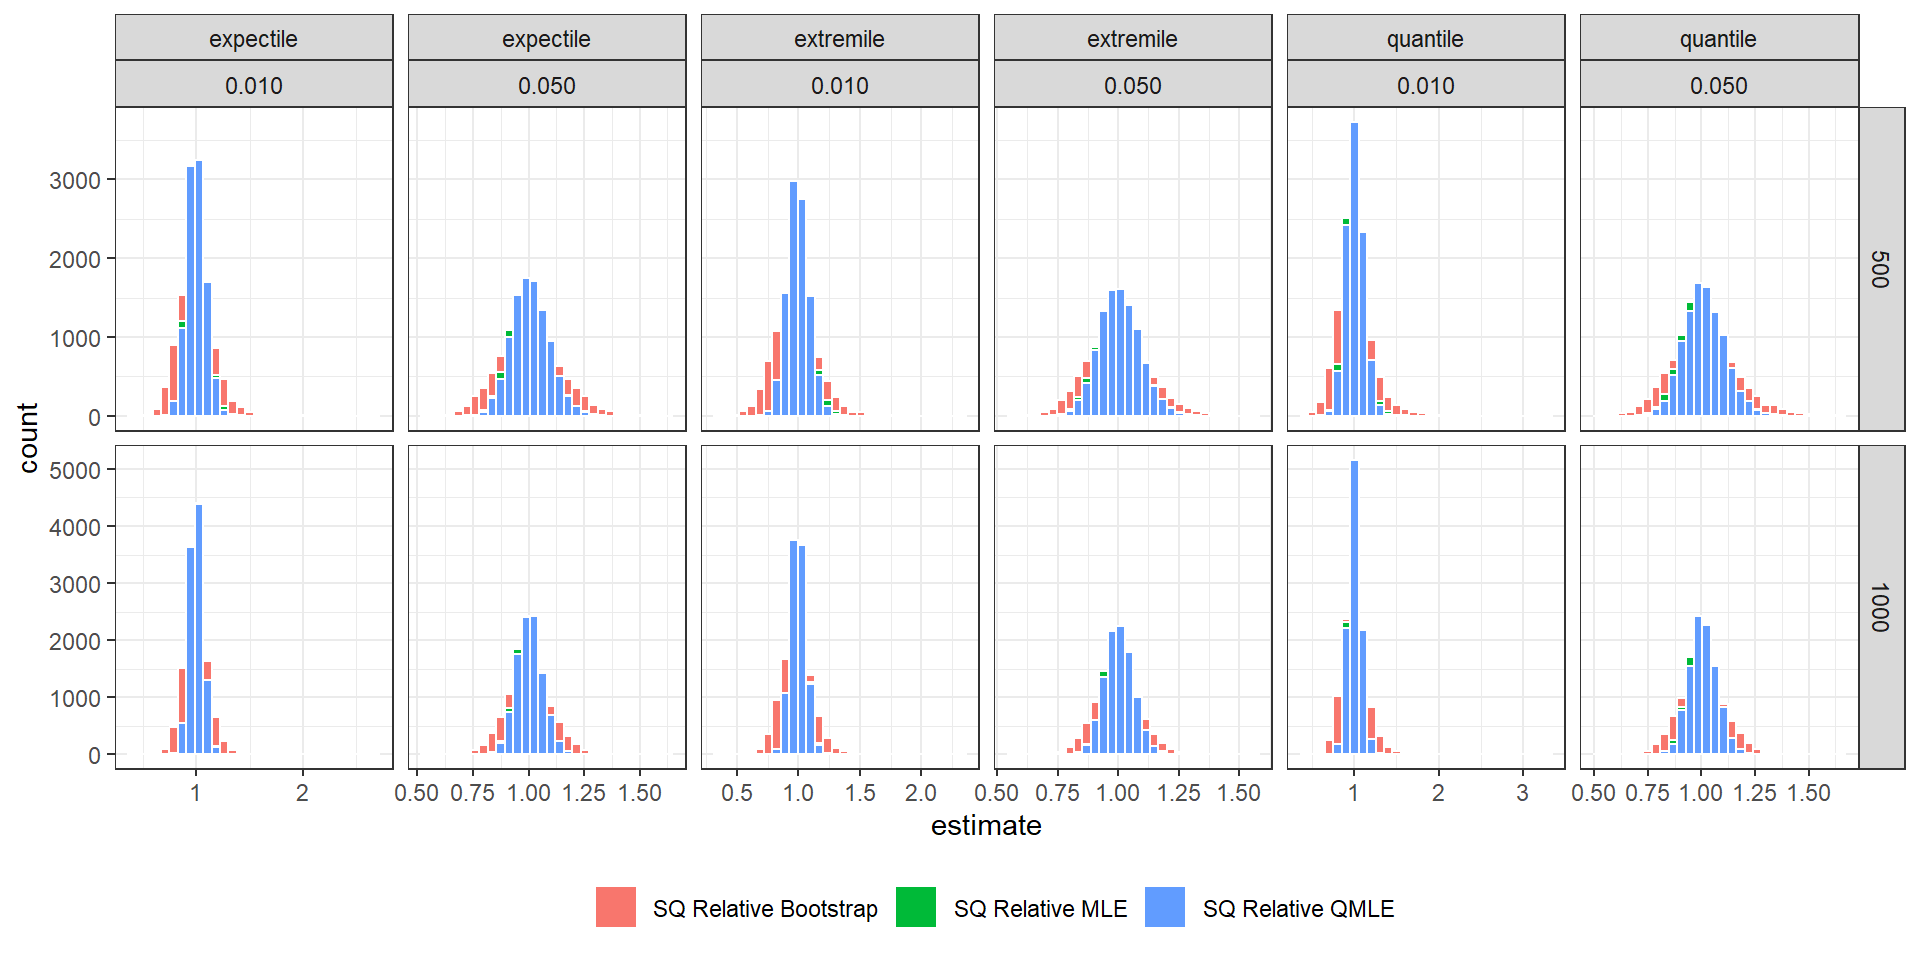 expectile expectile extremile extremile quantile quantile
0.010 0.050 0.010 0.050 0.010 0.050
3000
2000
1000
0
500
5000
4000
3000
2000
1000
0
1000
count
1 2 0.50 0.75 1.00 1.25 1.50 0.5 1.0 1.5 2.0 0.50 0.75 1.00 1.25 1.50 1 2 3 0.50 0.75 1.00 1.25 1.50
estimate
SQ Relative Bootstrap SQ Relative MLE SQ Relative QMLE